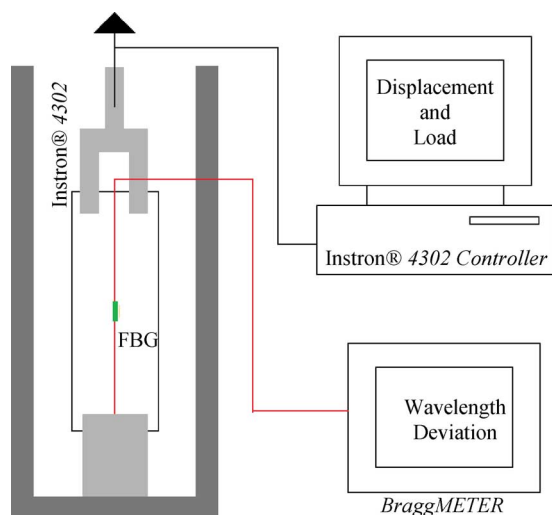 Instron® 4302
Displacement
and
Load
Instron® 4302 Controller
FBG
Wavelength
Deviation
BraggMETER